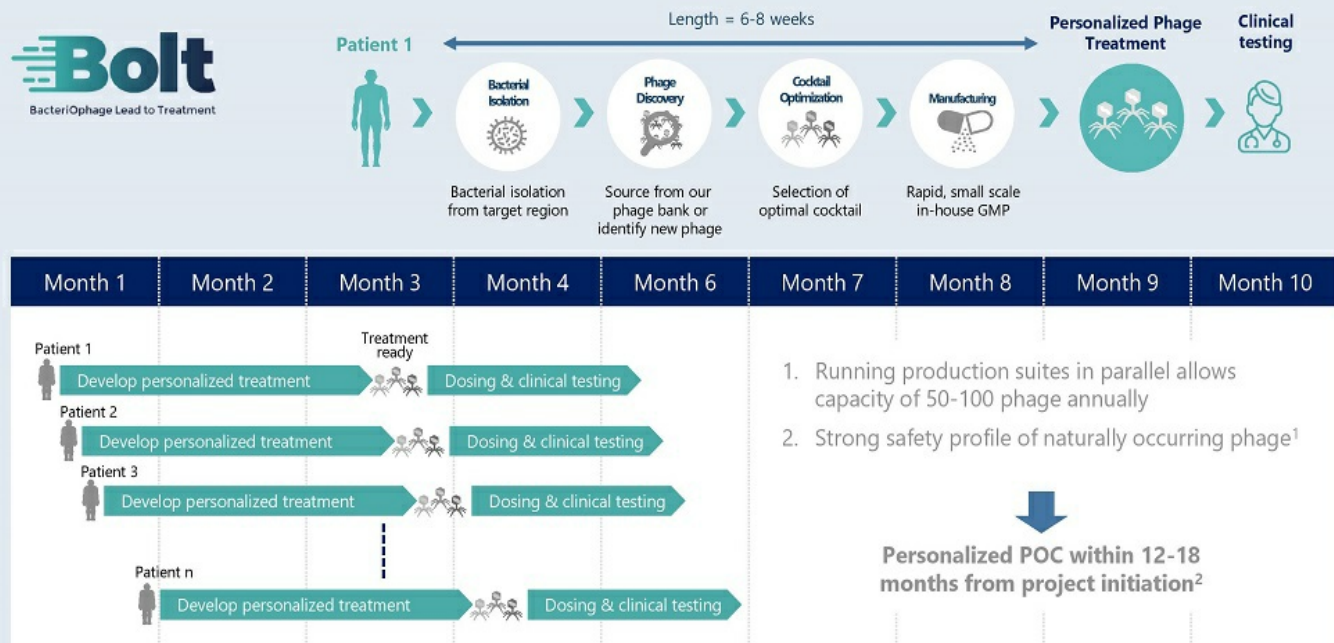 Bolt
BacteriOphage Lead to Treatment
Patient 1
Length = 6-8 weeks
Bacterial
Isolation
Bacterial isolation
from target region
Phage
Discovery
Source from our
phage bank or
identify new phage
Cocktail
Optimization
Selection of
optimal cocktail
Manufacturing
Rapid, small scale
in-house GMP
Personalized Phage
Treatment
Clinical
testing
Month 1
Month 2
Month 3
Month 4
Month 6
Month 7
Month 8
Month 9
Month 10
Patient 1
Develop personalized treatment
Treatment
ready
Dosing & clinical testing
Patient 2
Develop personalized treatment
Dosing & clinical testing
Patient 3
Develop personalized treatment
Dosing & clinical testing
Patient n
Develop personalized treatment
Dosing & clinical testing
1. Running production suites in parallel allows
capacity of 50-100 phage annually
2. Strong safety profile of naturally occurring phage¹
Personalized POC within 12-18
months from project initiation²